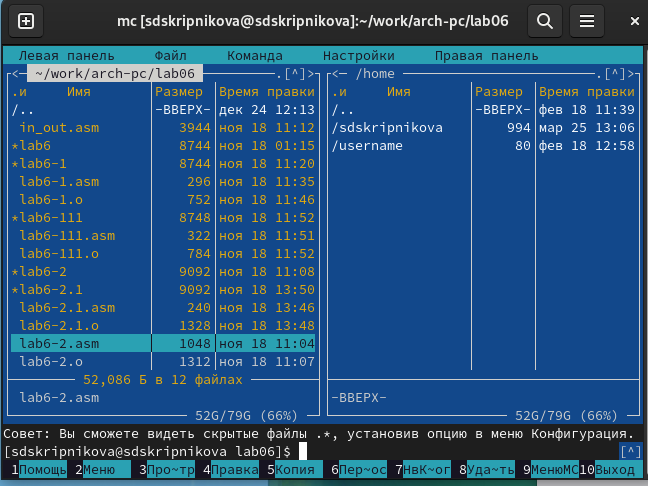 mc [sdskripnikova@sdskripnikova]:~/work/arch-pc/lab06
Левая панель Файл Команда Настройки Правая панель
<— ~/work/arch-pc/lab06 .[^]> <— /home .[^]>
.и Имя Размер Время правки .и Имя Размер Время правки
/.. -ВВЕРХ- дек 24 12:13 /.. -ВВЕРХ- фев 18 11:39
in_out.asm 3944 ноя 18 11:12 /sdskripnikova 994 мар 25 13:06
*lab6 8744 ноя 18 01:15 /username 80 фев 18 12:58
*lab6-1 8744 ноя 18 11:20
lab6-1.asm 296 ноя 18 11:35
lab6-1.o 752 ноя 18 11:46
*lab6-111 8748 ноя 18 11:52
lab6-111.asm 322 ноя 18 11:51
lab6-111.o 784 ноя 18 11:52
*lab6-2 9092 ноя 18 11:08
*lab6-2.1 9092 ноя 18 13:50
lab6-2.1.asm 240 ноя 18 13:46
lab6-2.1.o 1328 ноя 18 13:48
lab6-2.asm 1048 ноя 18 11:04
lab6-2.o 1312 ноя 18 11:07
52,086 Б в 12 файлах
lab6-2.asm -ВВЕРХ-
52G/79G (66%) 52G/79G (66%)
Совет: Вы сможете видеть скрытые файлы .*, установив опцию в меню Конфигурация.
[sdskripnikova@sdskripnikova lab06]$ [^]
1Помощь 2Меню 3Про~тр 4Правка 5Копия 6Пер~ос 7НвК~ог 8Уда~ть 9МенюМС 10Выход